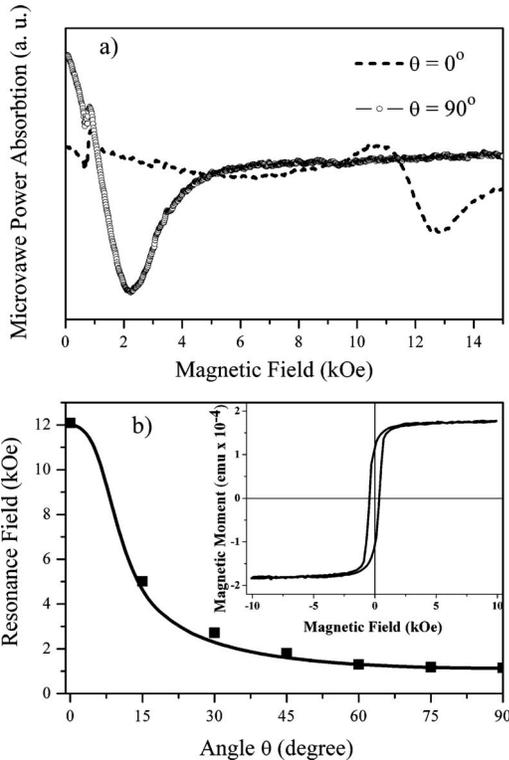 a)
θ = 0°
θ = 90°
Microvawe Power Absorbtion (a. u.)
0 2 4 6 8 10 12 14
Magnetic Field (kOe)
b)
Resonance Field (kOe)
12
10
8
6
4
2
0
Magnetic Moment (emu x 10⁻⁴)
2
1
0
-1
-2
-10 -5 0 5 10
Magnetic Field (kOe)
0 15 30 45 60 75 90
Angle θ (degree)